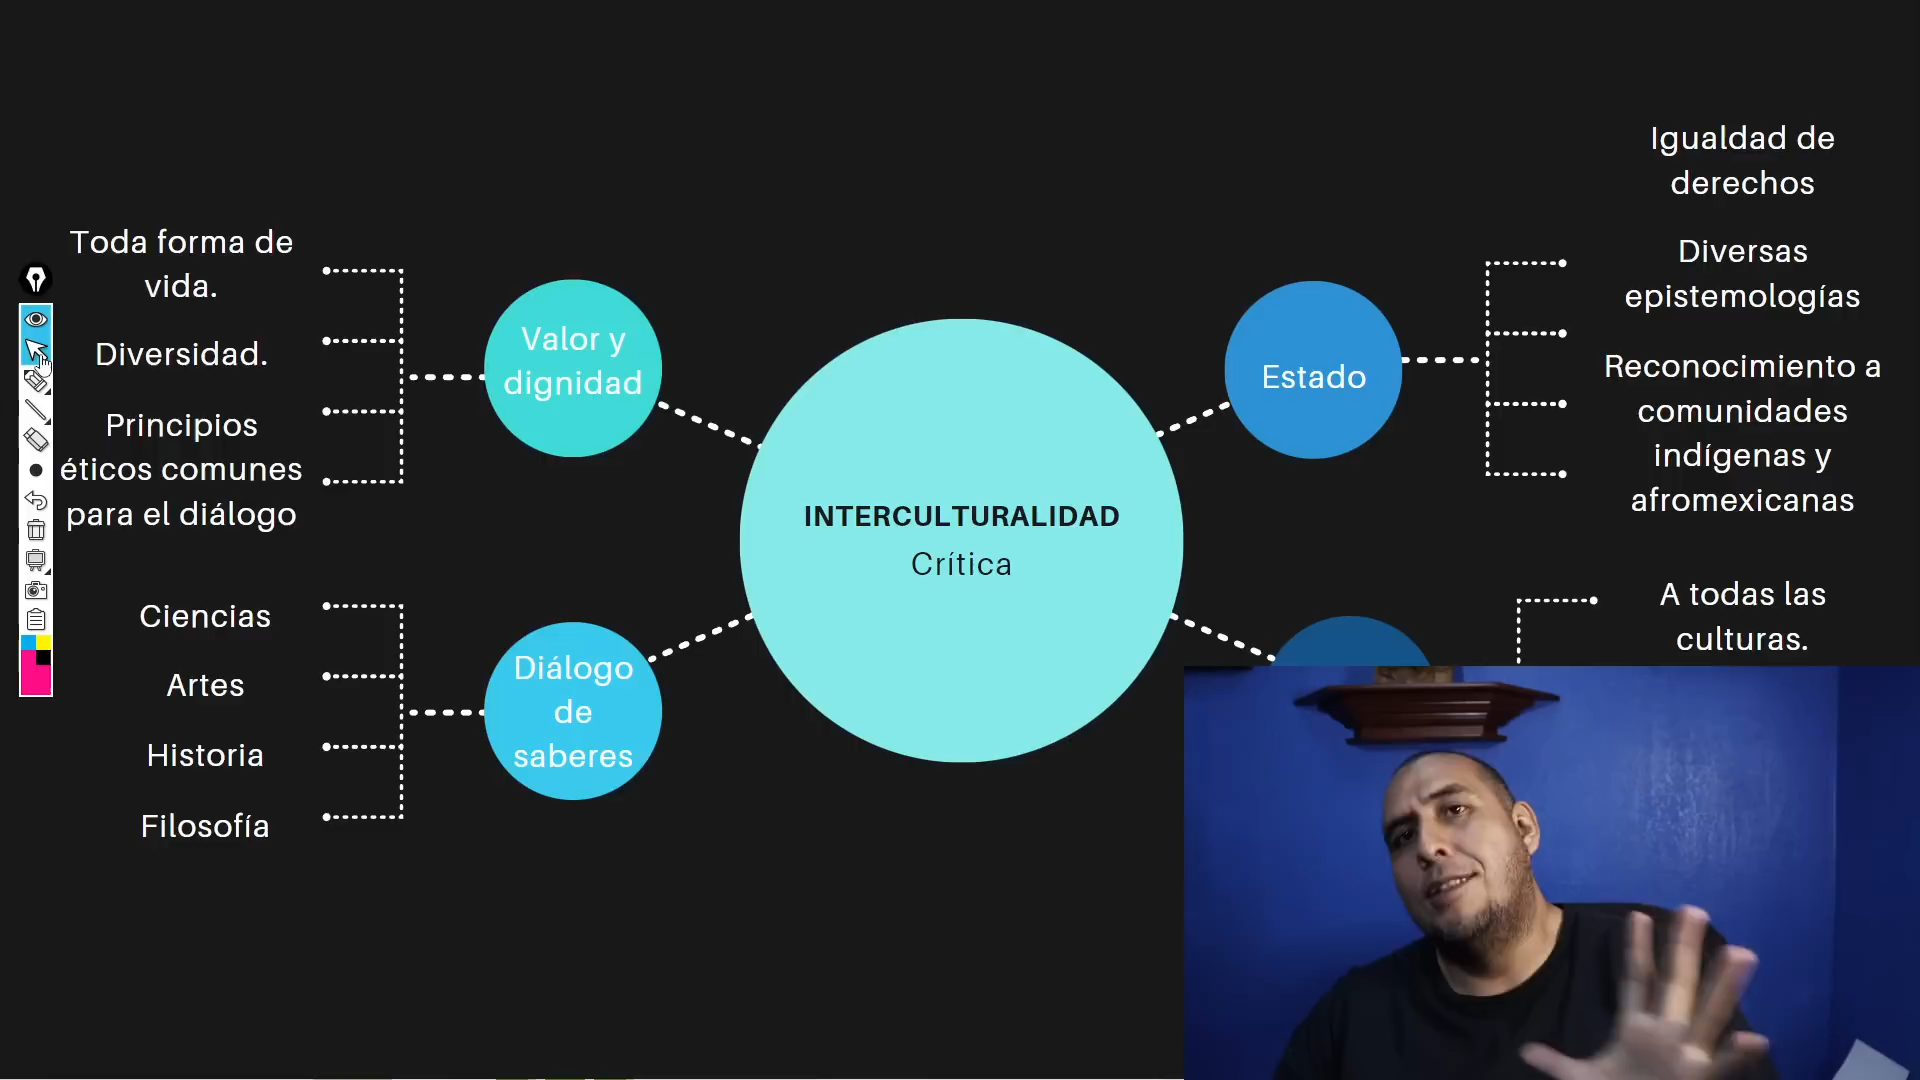 Toda forma de
vida.
Diversidad.
Principios
éticos comunes
para el diálogo
Valor y
dignidad
Ciencias
Artes
Historia
Filosofía
Diálogo
de
saberes
INTERCULTURALIDAD
Crítica
Estado
Igualdad de
derechos
Diversas
epistemologías
Reconocimiento a
comunidades
indígenas y
afromexicanas
A todas las
culturas.